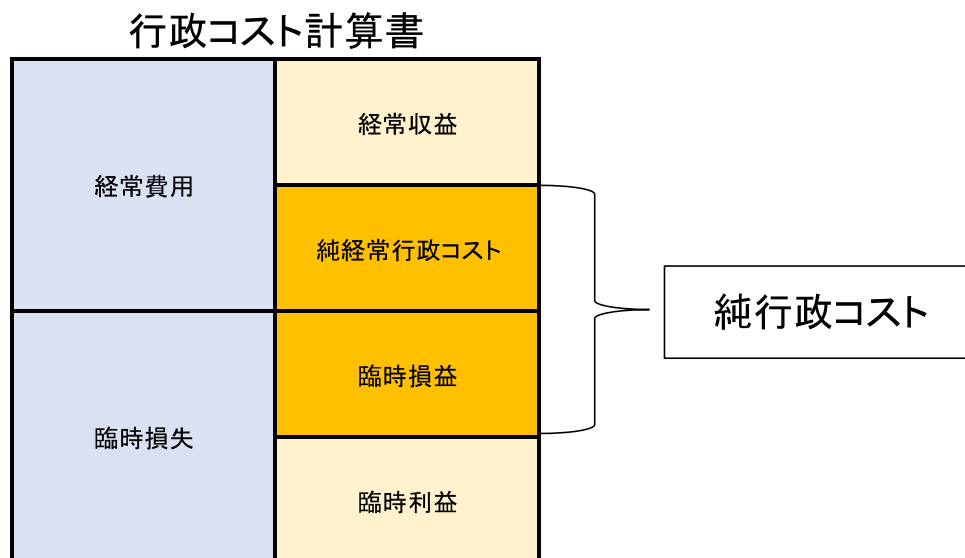 行政コスト計算書
経常費用
経常収益
純経常行政コスト
臨時損失
臨時損益
臨時利益
純行政コスト